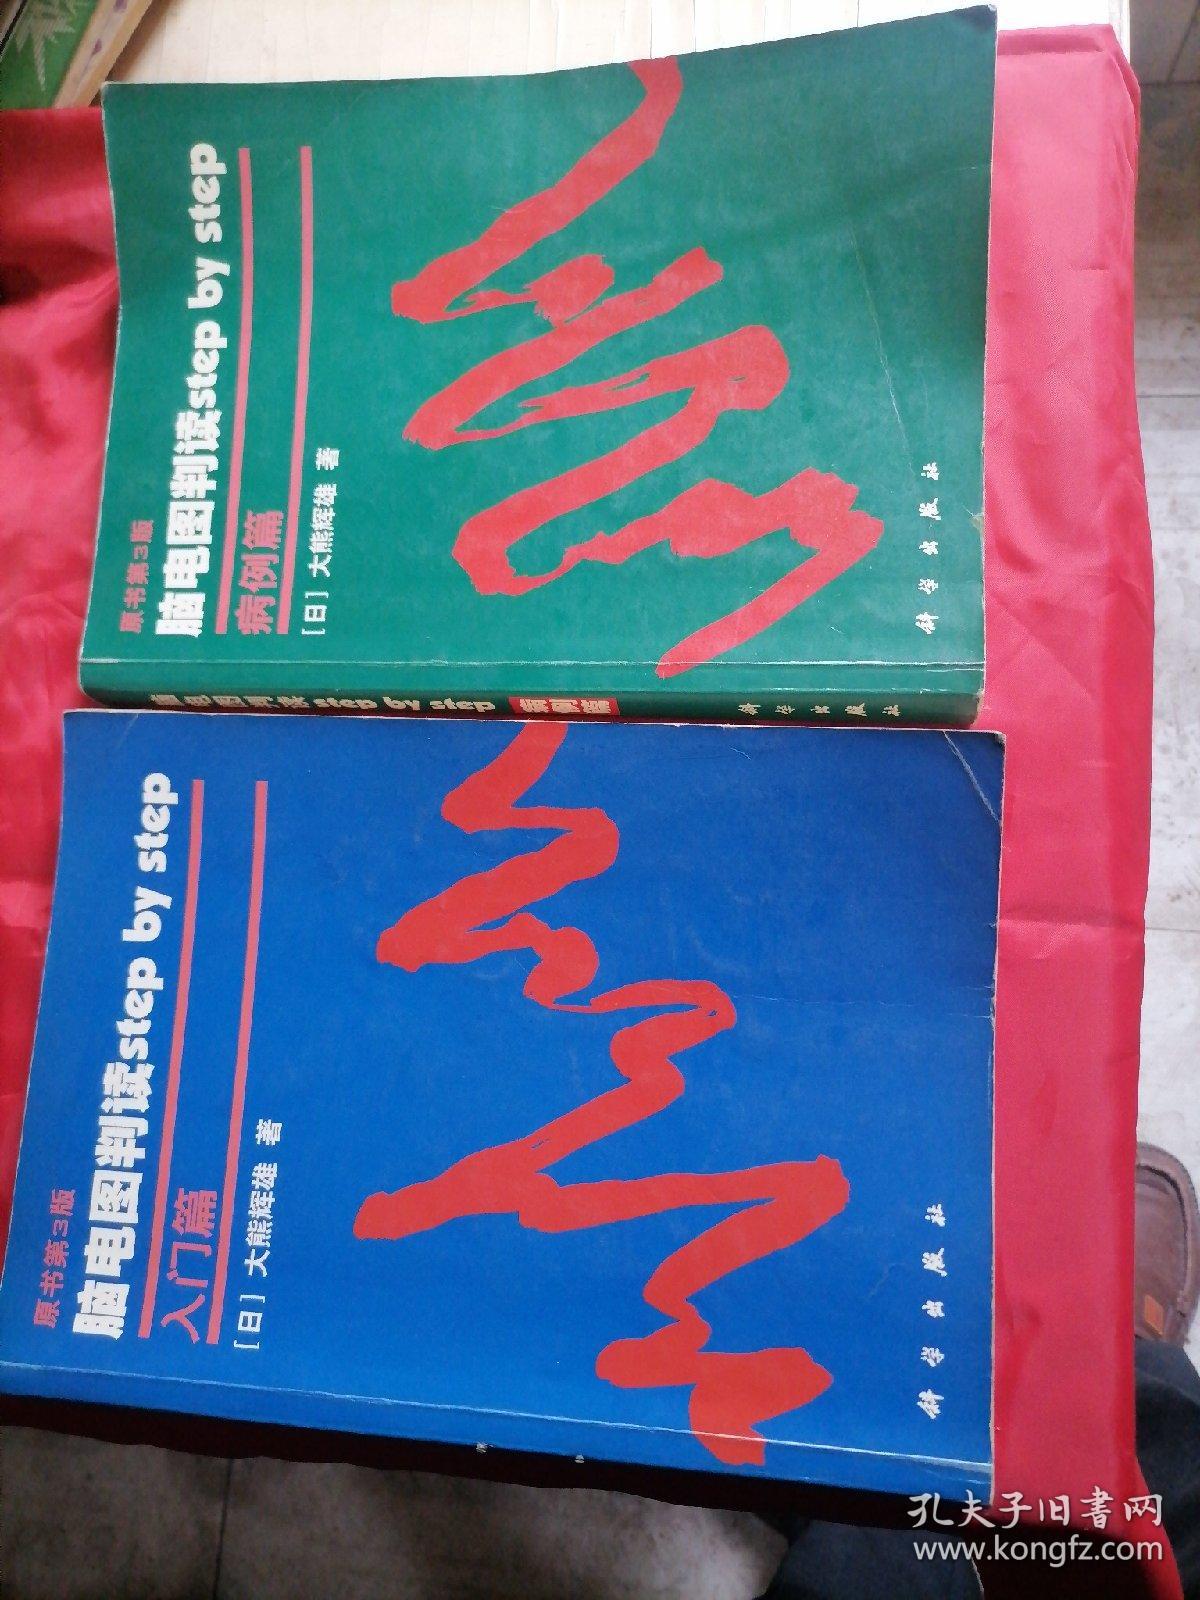 原书第3版
脑电图判读step by step
病例篇
[日] 大熊辉雄 著
科学出版社
脑电图判读step by step 病例篇 科学出版社
原书第3版
脑电图判读step by step
入门篇
[日] 大熊辉雄 著
科学出版社
孔夫子旧书网
www.kongfz.com